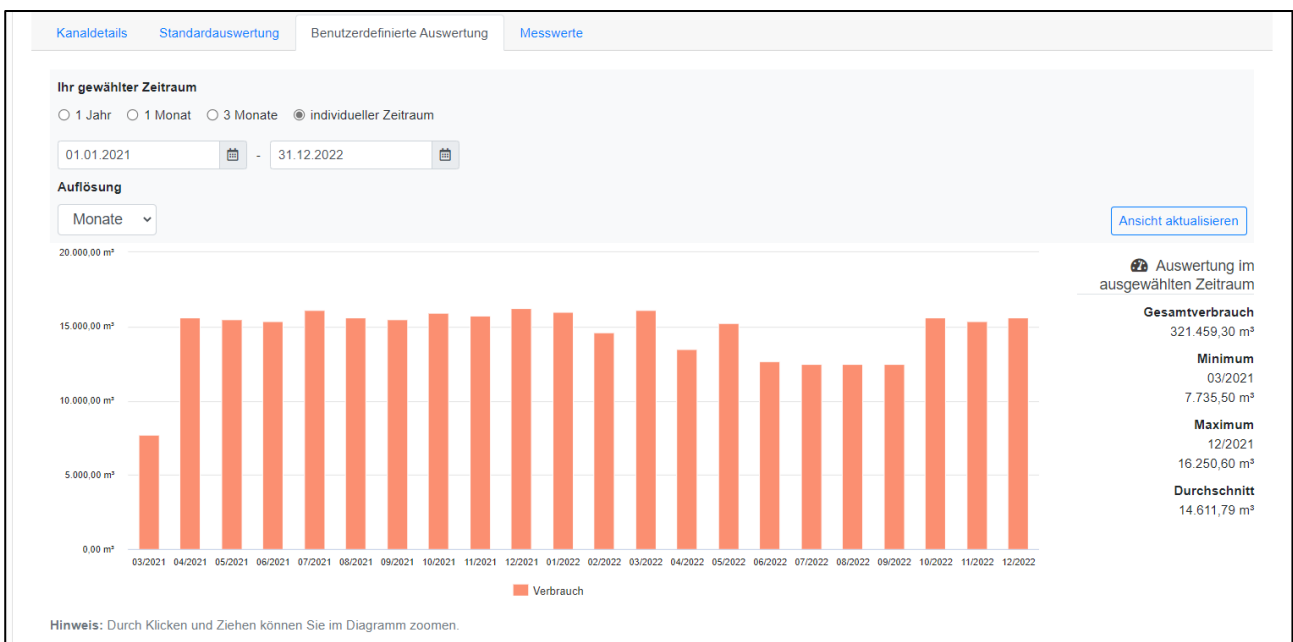 Kanaldetails Standardauswertung Benutzerdefinierte Auswertung Messwerte
Ihr gewählter Zeitraum
1 Jahr 1 Monat 3 Monate individueller Zeitraum
01.01.2021 - 31.12.2022
Auflösung
Monate
Ansicht aktualisieren
20.000,00 m³
15.000,00 m³
10.000,00 m³
5.000,00 m³
0,00 m³
03/2021 04/2021 05/2021 06/2021 07/2021 08/2021 09/2021 10/2021 11/2021 12/2021 01/2022 02/2022 03/2022 04/2022 05/2022 06/2022 07/2022 08/2022 09/2022 10/2022 11/2022 12/2022
Verbrauch
Auswertung im
ausgewählten Zeitraum
Gesamtverbrauch
321.459,30 m³
Minimum
03/2021
7.735,50 m³
Maximum
12/2021
16.250,60 m³
Durchschnitt
14.611,79 m³
Hinweis: Durch Klicken und Ziehen können Sie im Diagramm zoomen.